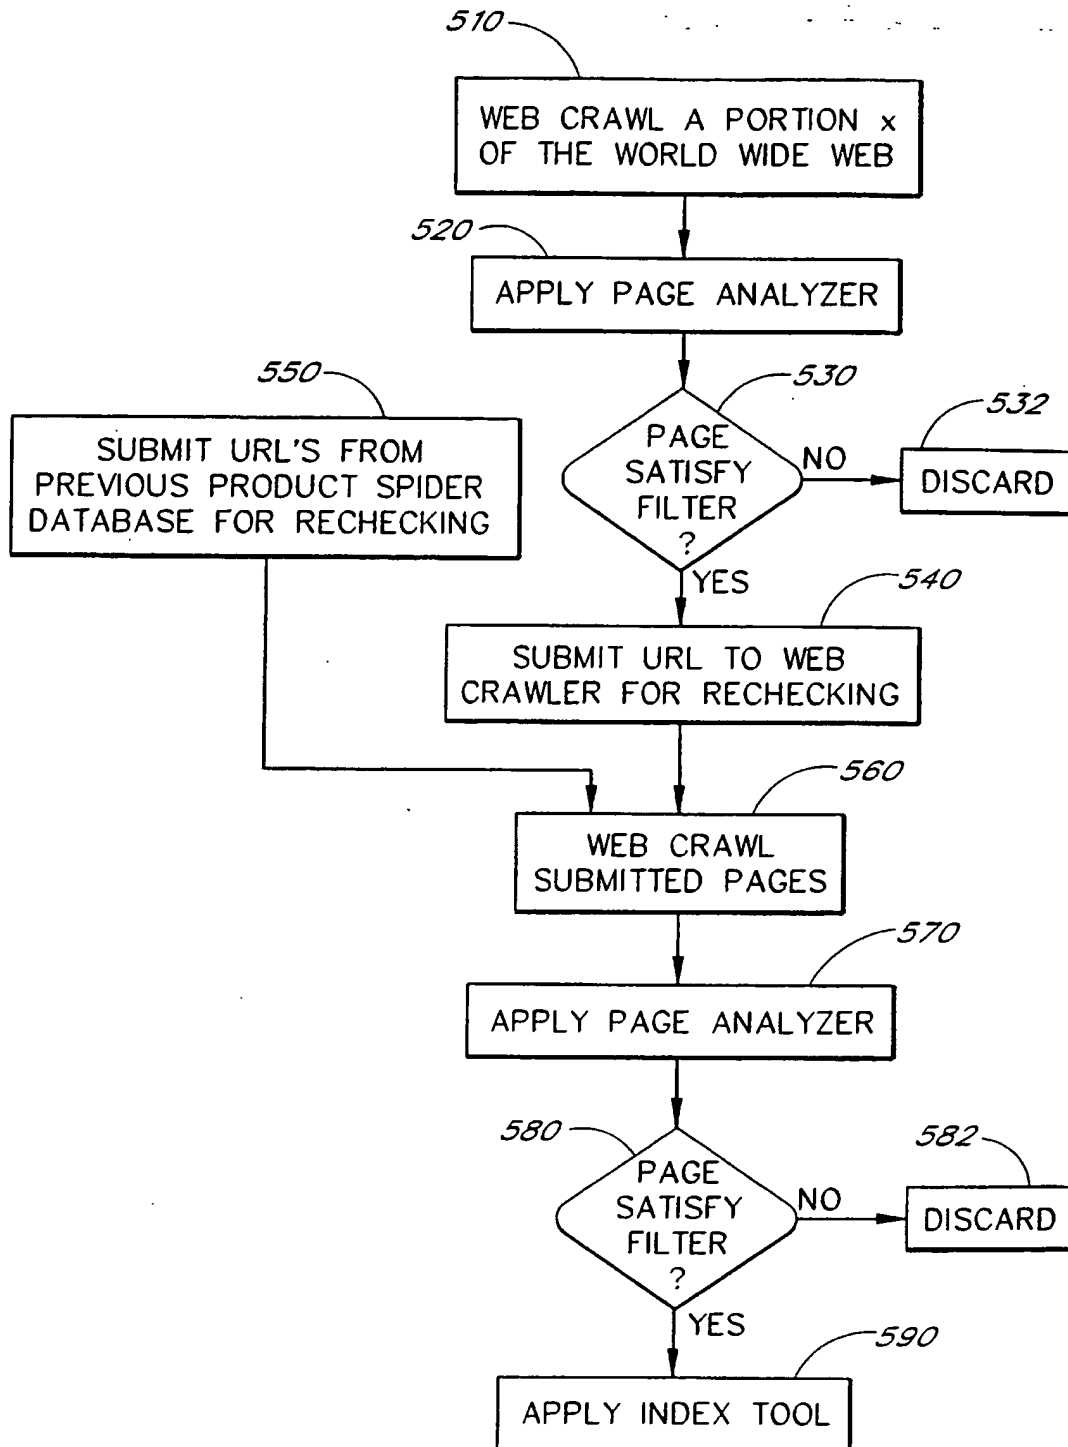 510
WEB CRAWL A PORTION x
OF THE WORLD WIDE WEB
520
APPLY PAGE ANALYZER
530
PAGE
SATISFY
FILTER
?
NO
532
DISCARD
YES
550
SUBMIT URL'S FROM
PREVIOUS PRODUCT SPIDER
DATABASE FOR RECHECKING
540
SUBMIT URL TO WEB
CRAWLER FOR RECHECKING
560
WEB CRAWL
SUBMITTED PAGES
570
APPLY PAGE ANALYZER
580
PAGE
SATISFY
FILTER
?
NO
582
DISCARD
YES
590
APPLY INDEX TOOL